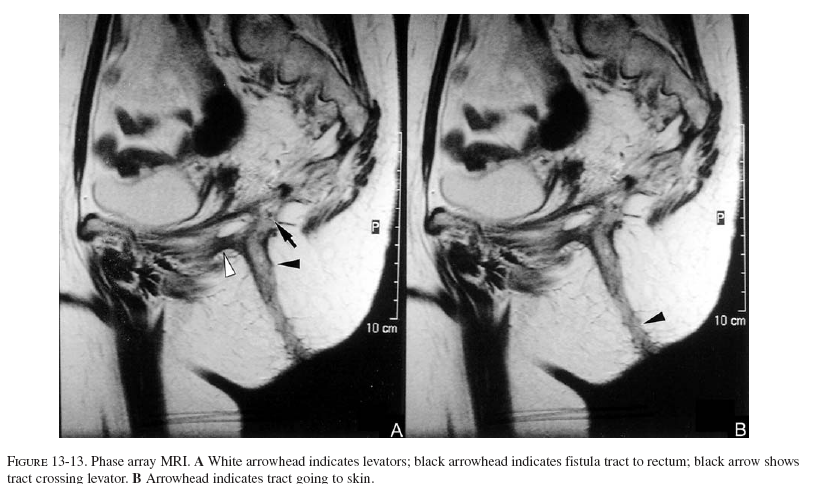 P
10 cm
A
P
10 cm
B
FIGURE 13-13. Phase array MRI. A White arrowhead indicates levators; black arrowhead indicates fistula tract to rectum; black arrow shows
tract crossing levator. B Arrowhead indicates tract going to skin.